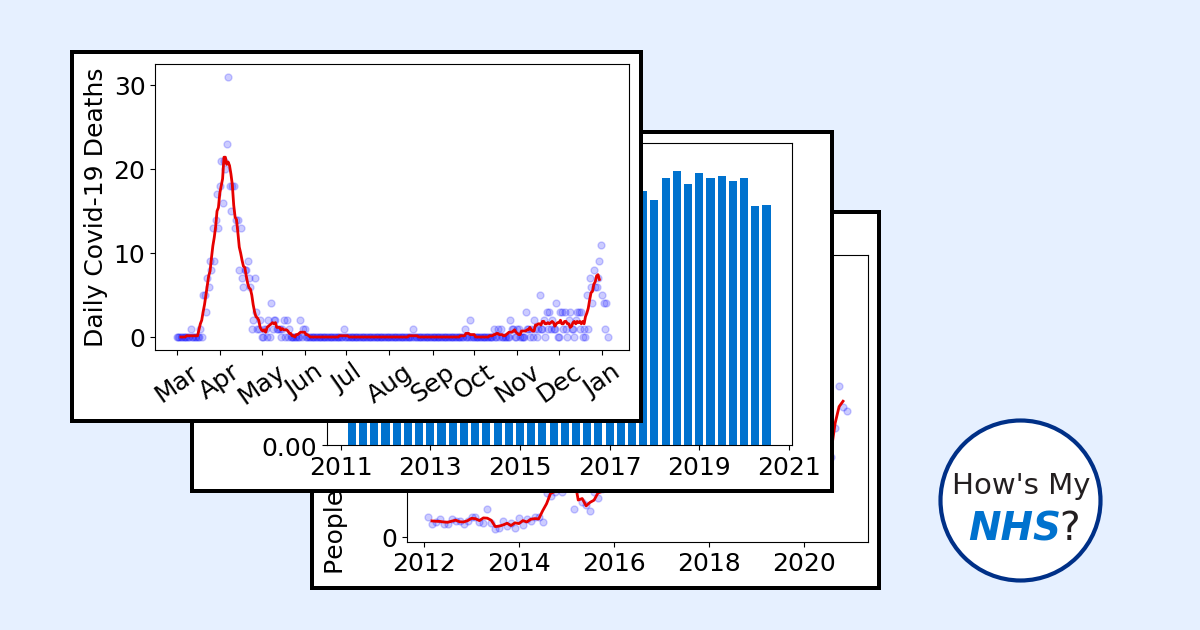 Daily Covid-19 Deaths
30
20
10
0
Mar Apr May Jun Jul Aug Sep Oct Nov Dec Jan
0.00
2011 2013 2015 2017 2019 2021
People
0
2012 2014 2016 2018 2020
How's My
NHS?